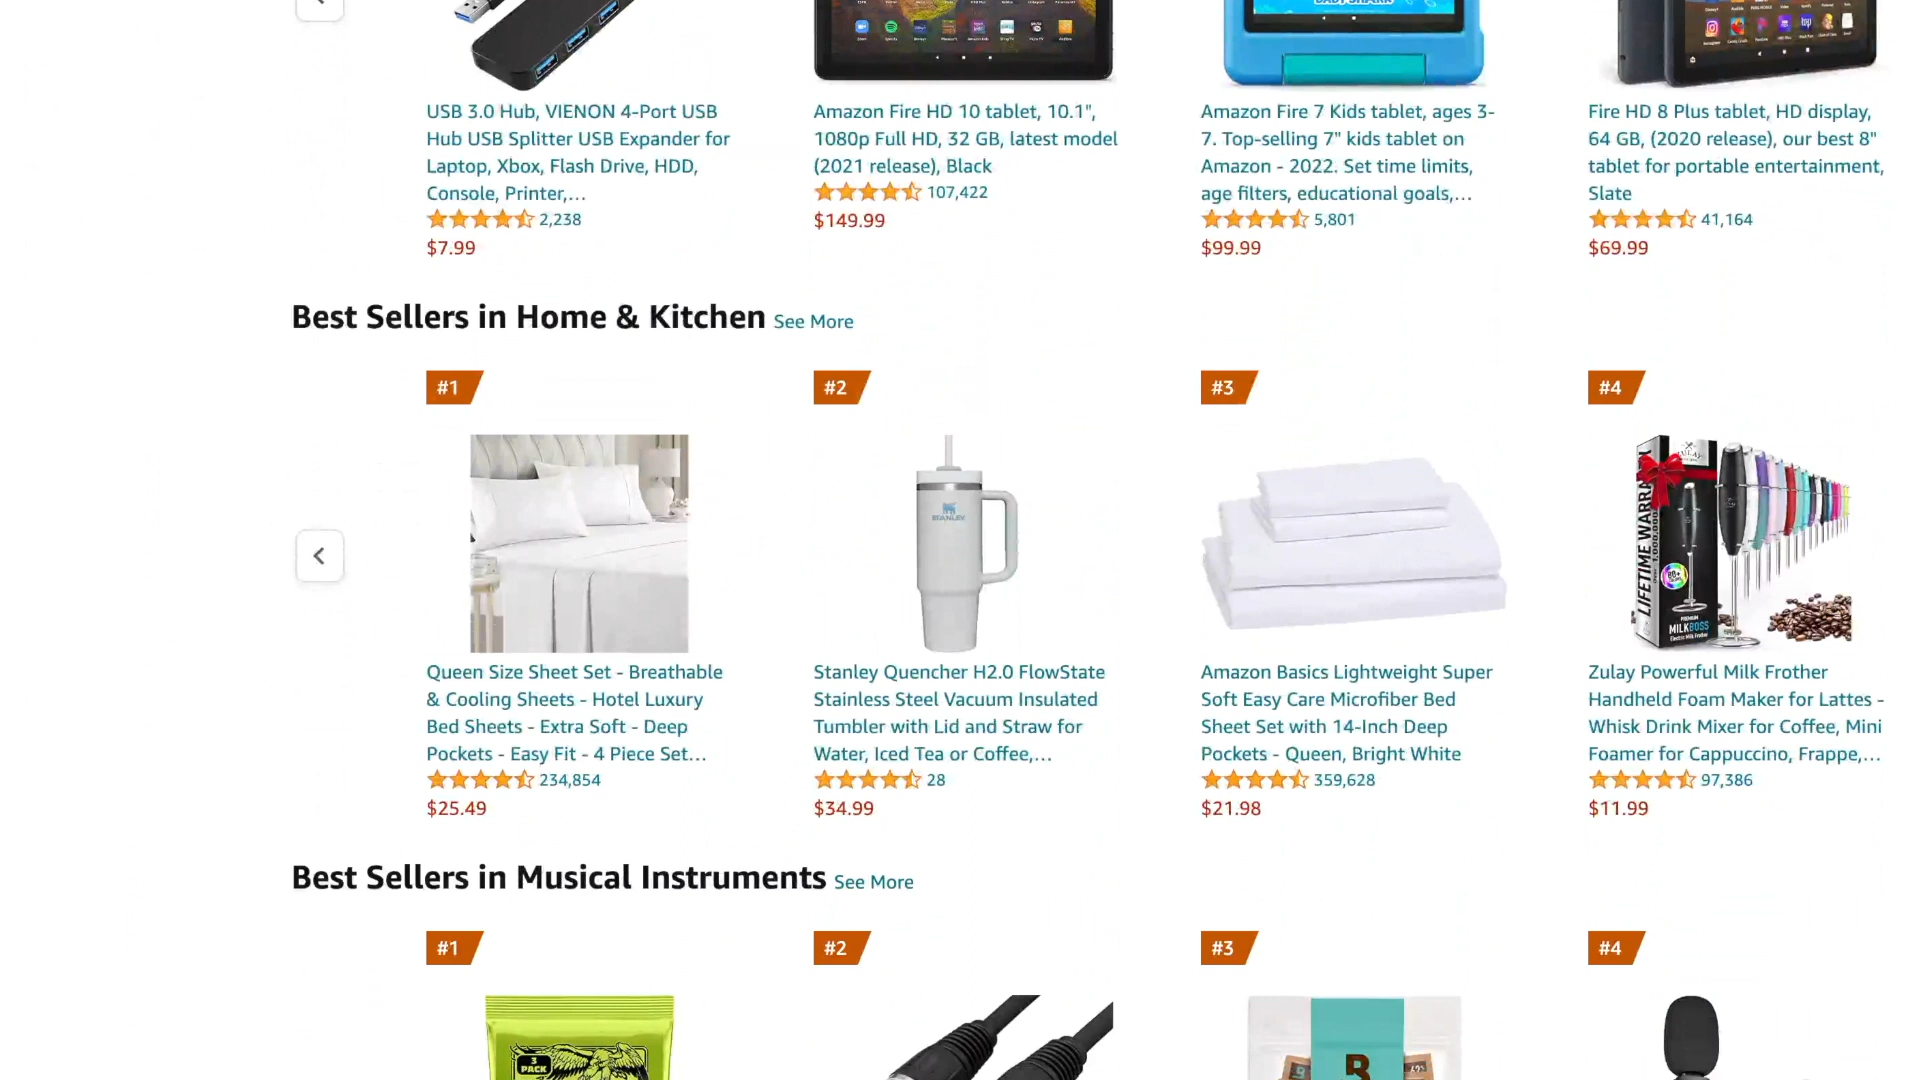 USB 3.0 Hub, VIENON 4-Port USB
Hub USB Splitter USB Expander for
Laptop, Xbox, Flash Drive, HDD,
Console, Printer,…
2,238
$7.99
Amazon Fire HD 10 tablet, 10.1",
1080p Full HD, 32 GB, latest model
(2021 release), Black
107,422
$149.99
Amazon Fire 7 Kids tablet, ages 3-
7. Top-selling 7" kids tablet on
Amazon - 2022. Set time limits,
age filters, educational goals,…
5,801
$99.99
Fire HD 8 Plus tablet, HD display,
64 GB, (2020 release), our best 8"
tablet for portable entertainment,
Slate
41,164
$69.99
Best Sellers in Home & Kitchen See More
#1
#2
#3
#4
STANLEY
LIFETIME WARRA
PREMIUM
MILKBOSS
Electric Milk Frother
Queen Size Sheet Set - Breathable
& Cooling Sheets - Hotel Luxury
Bed Sheets - Extra Soft - Deep
Pockets - Easy Fit - 4 Piece Set…
234,854
$25.49
Stanley Quencher H2.0 FlowState
Stainless Steel Vacuum Insulated
Tumbler with Lid and Straw for
Water, Iced Tea or Coffee,…
28
$34.99
Amazon Basics Lightweight Super
Soft Easy Care Microfiber Bed
Sheet Set with 14-Inch Deep
Pockets - Queen, Bright White
359,628
$21.98
Zulay Powerful Milk Frother
Handheld Foam Maker for Lattes -
Whisk Drink Mixer for Coffee, Mini
Foamer for Cappuccino, Frappe,…
97,386
$11.99
Best Sellers in Musical Instruments See More
#1
#2
#3
#4
3
PACK
B